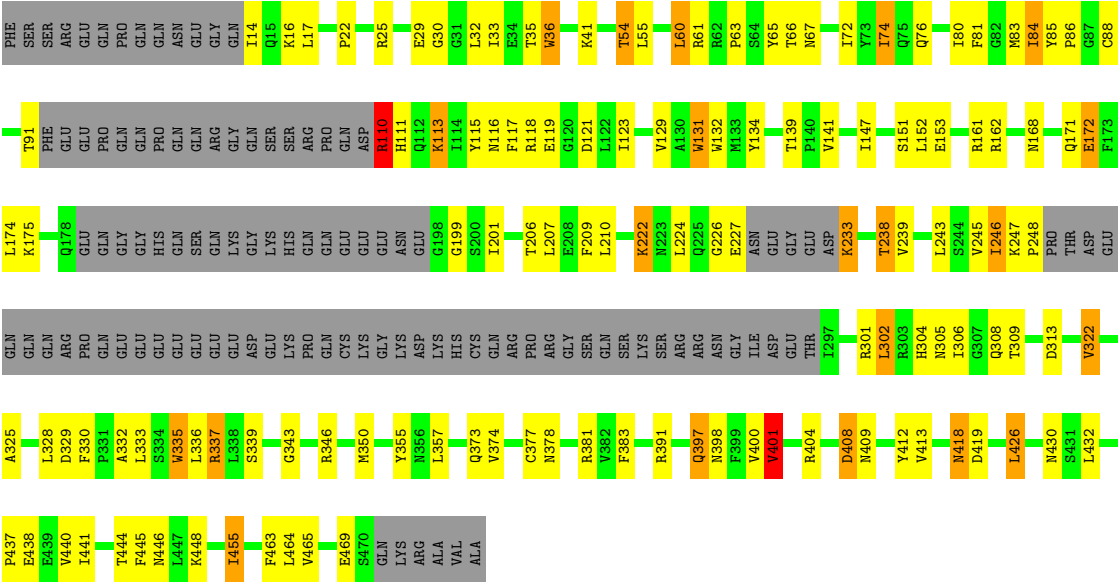 PHE SER SER ARG GLU GLN PRO GLN GLN ASN GLU GLY GLN I14 Q15 K16 L17 P22 R25 E29 G30 G31 L32 I33 E34 T35 W36 K41 T54 L55 L60 R61 R62 P63 S64 Y65 T66 N67 I72 Y73 I74 Q75 Q76 I80 F81 G82 M83 I84 Y85 P86 G87 C88
T91 PHE GLU GLU PRO GLN GLN PRO GLN GLN ARG GLY GLN SER SER ARG PRO GLN ASP R110 H111 Q112 K113 I114 Y115 N116 F117 R118 E119 G120 D121 L122 I123 V129 A130 W131 W132 M133 Y134 T139 P140 V141 I147 S151 L152 E153 R161 R162 N168 Q171 E172 F173
L174 K175 Q178 GLU GLN GLY GLY HIS GLN SER GLN LYS GLY LYS HIS GLN GLN GLU GLU GLU ASN GLU G198 G199 S200 I201 T206 L207 E208 F209 L210 K222 N223 L224 Q225 G226 E227 ASN GLU GLY GLU ASP K233 T238 V239 L243 S244 V245 I246 K247 P248 PRO THR ASP GLU
GLN GLN GLN ARG PRO GLN GLU GLU GLU GLU GLU GLU GLU ASP GLU LYS PRO GLN CYS LYS GLY LYS ASP LYS HIS CYS GLN ARG PRO ARG GLY SER GLN SER LYS SER ARG ARG ASN GLY ILE ASP GLU THR I297 R301 L302 R303 H304 N305 I306 G307 Q308 T309 D313 V322
A325 L328 D329 F330 P331 A332 L333 S334 W335 L336 R337 L338 S339 G343 R346 M350 Y355 N356 L357 Q373 V374 C377 N378 R381 V382 F383 R391 Q397 N398 F399 V400 V401 R404 D408 N409 Y412 V413 N418 D419 L426 N430 S431 L432
P437 E438 E439 V440 I441 T444 F445 N446 L447 K448 I455 F463 L464 V465 E469 S470 GLN LYS ARG ALA VAL ALA